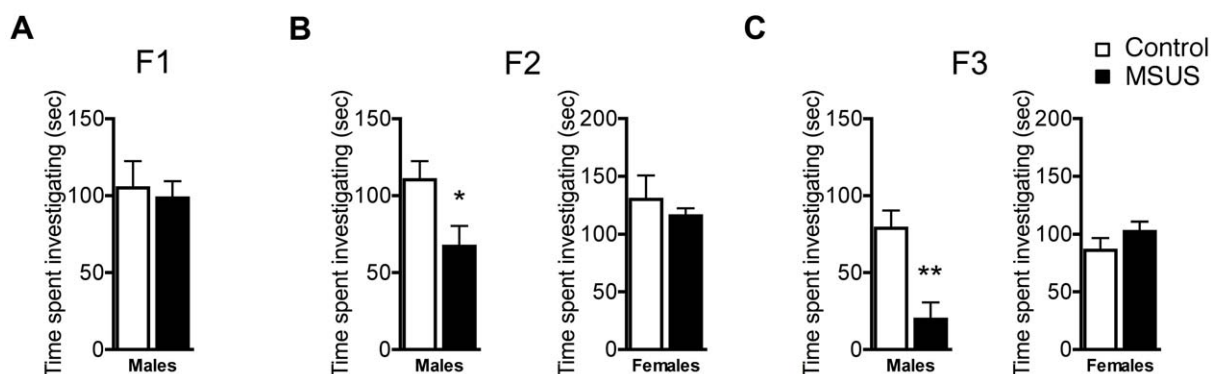 A
F1
Time spent investigating (sec)
150
100
50
0
Males
B
F2
Time spent investigating (sec)
150
100
50
0
*
Males
Time spent investigating (sec)
200
150
100
50
0
Females
C
F3
Control
MSUS
Time spent investigating (sec)
150
100
50
0
**
Males
Time spent investigating (sec)
200
150
100
50
0
Females